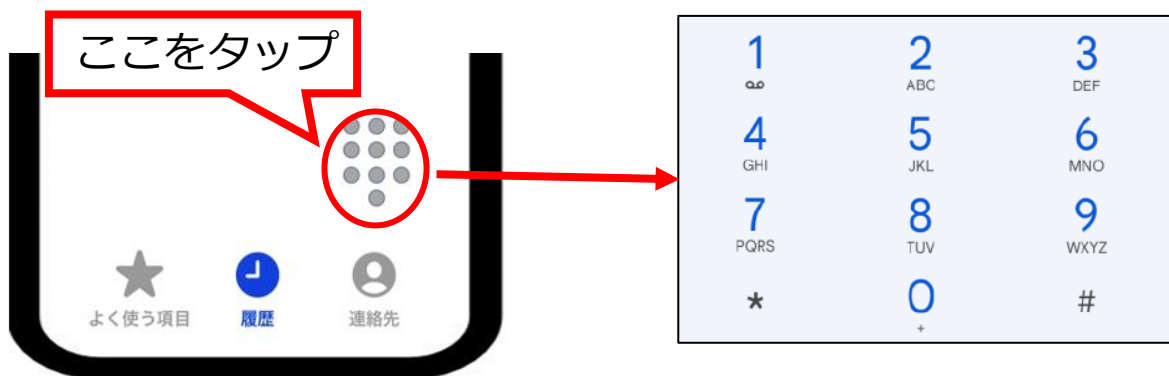 ここをタップ
よく使う項目 履歴 連絡先
1 2 3
ABC DEF
4 5 6
GHI JKL MNO
7 8 9
PQRS TUV WXYZ
* 0 #
+